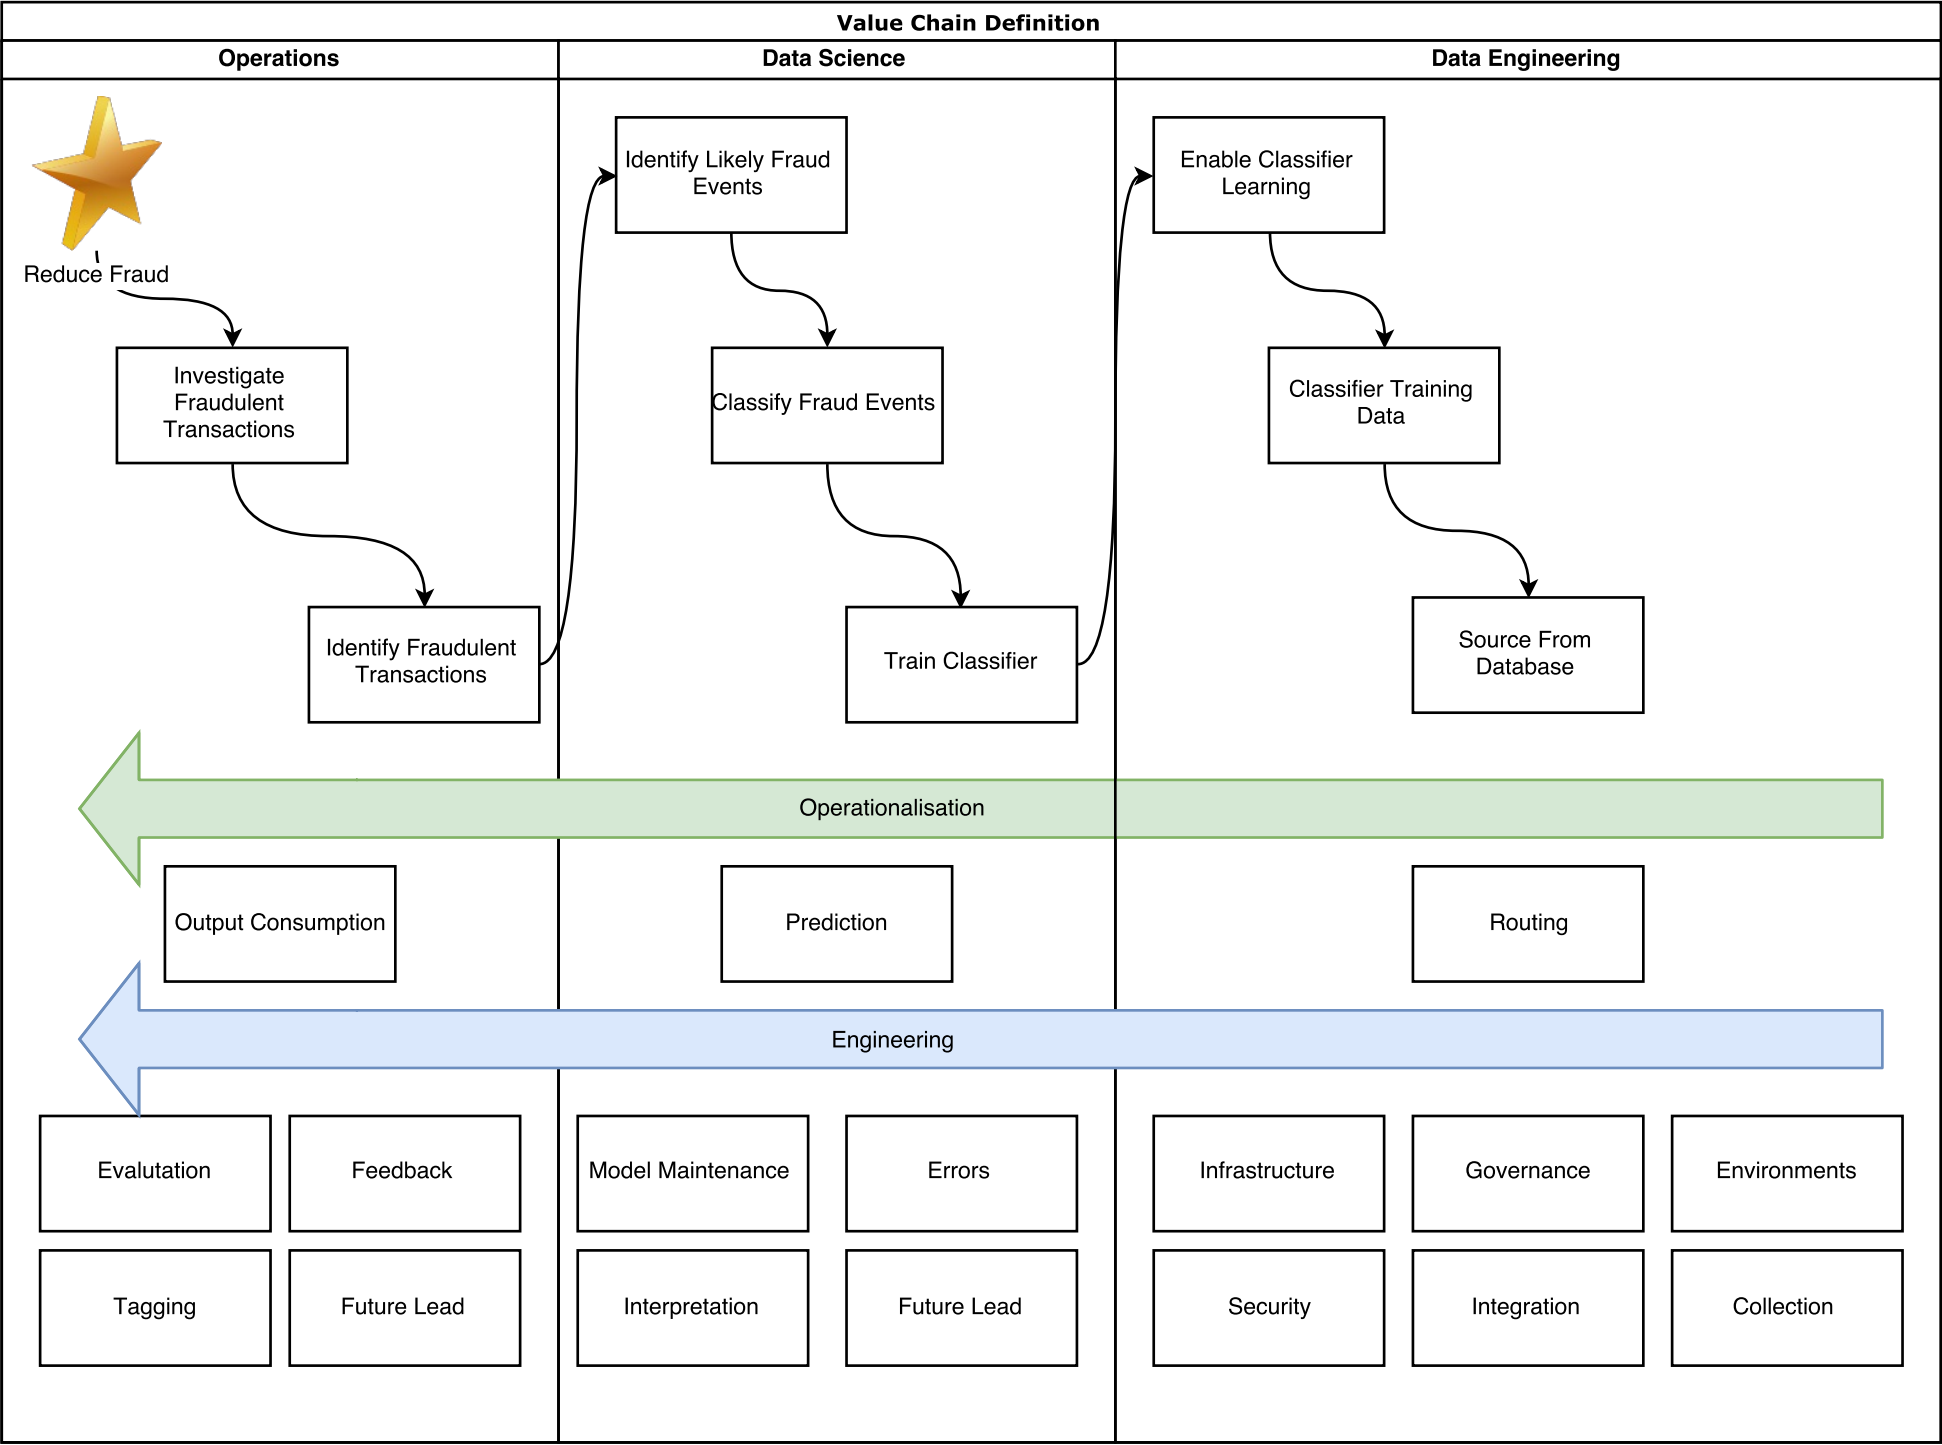 Value Chain Definition
Operations
Data Science
Data Engineering
Reduce Fraud
Investigate
Fraudulent
Transactions
Identify Fraudulent
Transactions
Identify Likely Fraud
Events
Classify Fraud Events
Train Classifier
Enable Classifier
Learning
Classifier Training
Data
Source From
Database
Operationalisation
Output Consumption
Prediction
Routing
Engineering
Evalutation
Feedback
Model Maintenance
Errors
Infrastructure
Governance
Environments
Tagging
Future Lead
Interpretation
Future Lead
Security
Integration
Collection